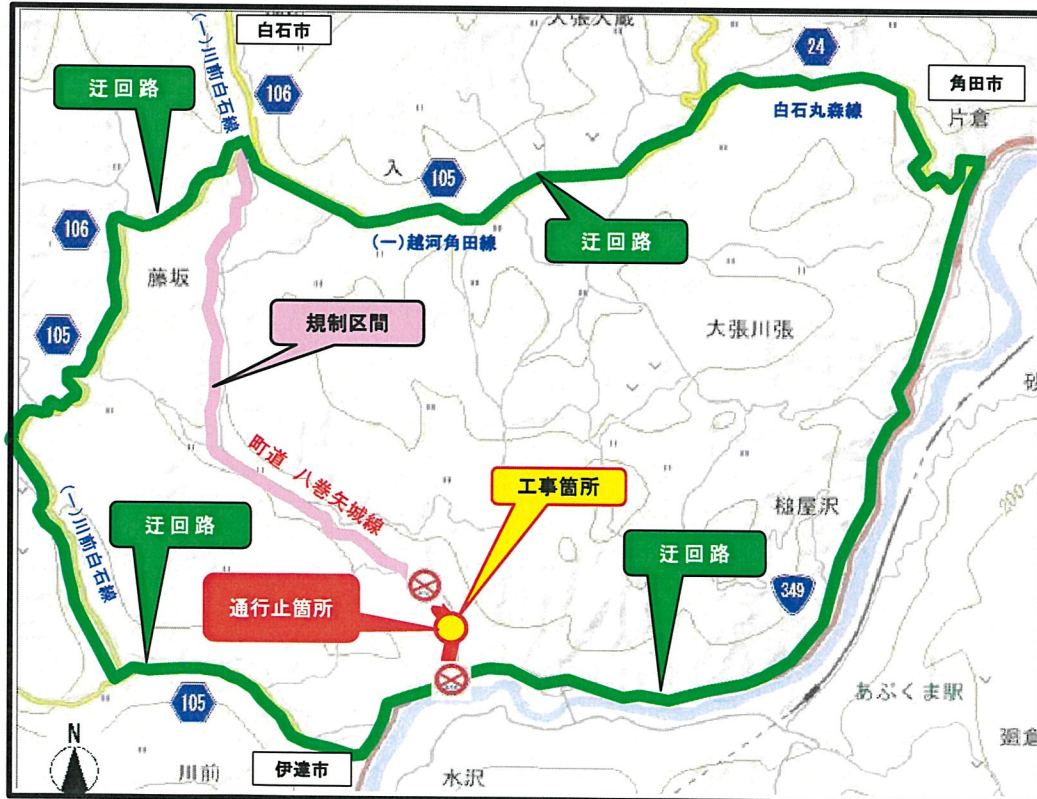 白石市
大張大蔵
24
角田市
(一)川前白石線
迂回路
106
白石丸森線
片倉
入
105
106
(一)越河角田線
迂回路
藤坂
規制区間
大張川張
105
町道 八巻矢城線
工事箇所
槌屋沢
200
(一)川前白石線
迂回路
迂回路
349
通行止箇所
105
あぶくま駅
N
川前
伊達市
水沢
廻倉